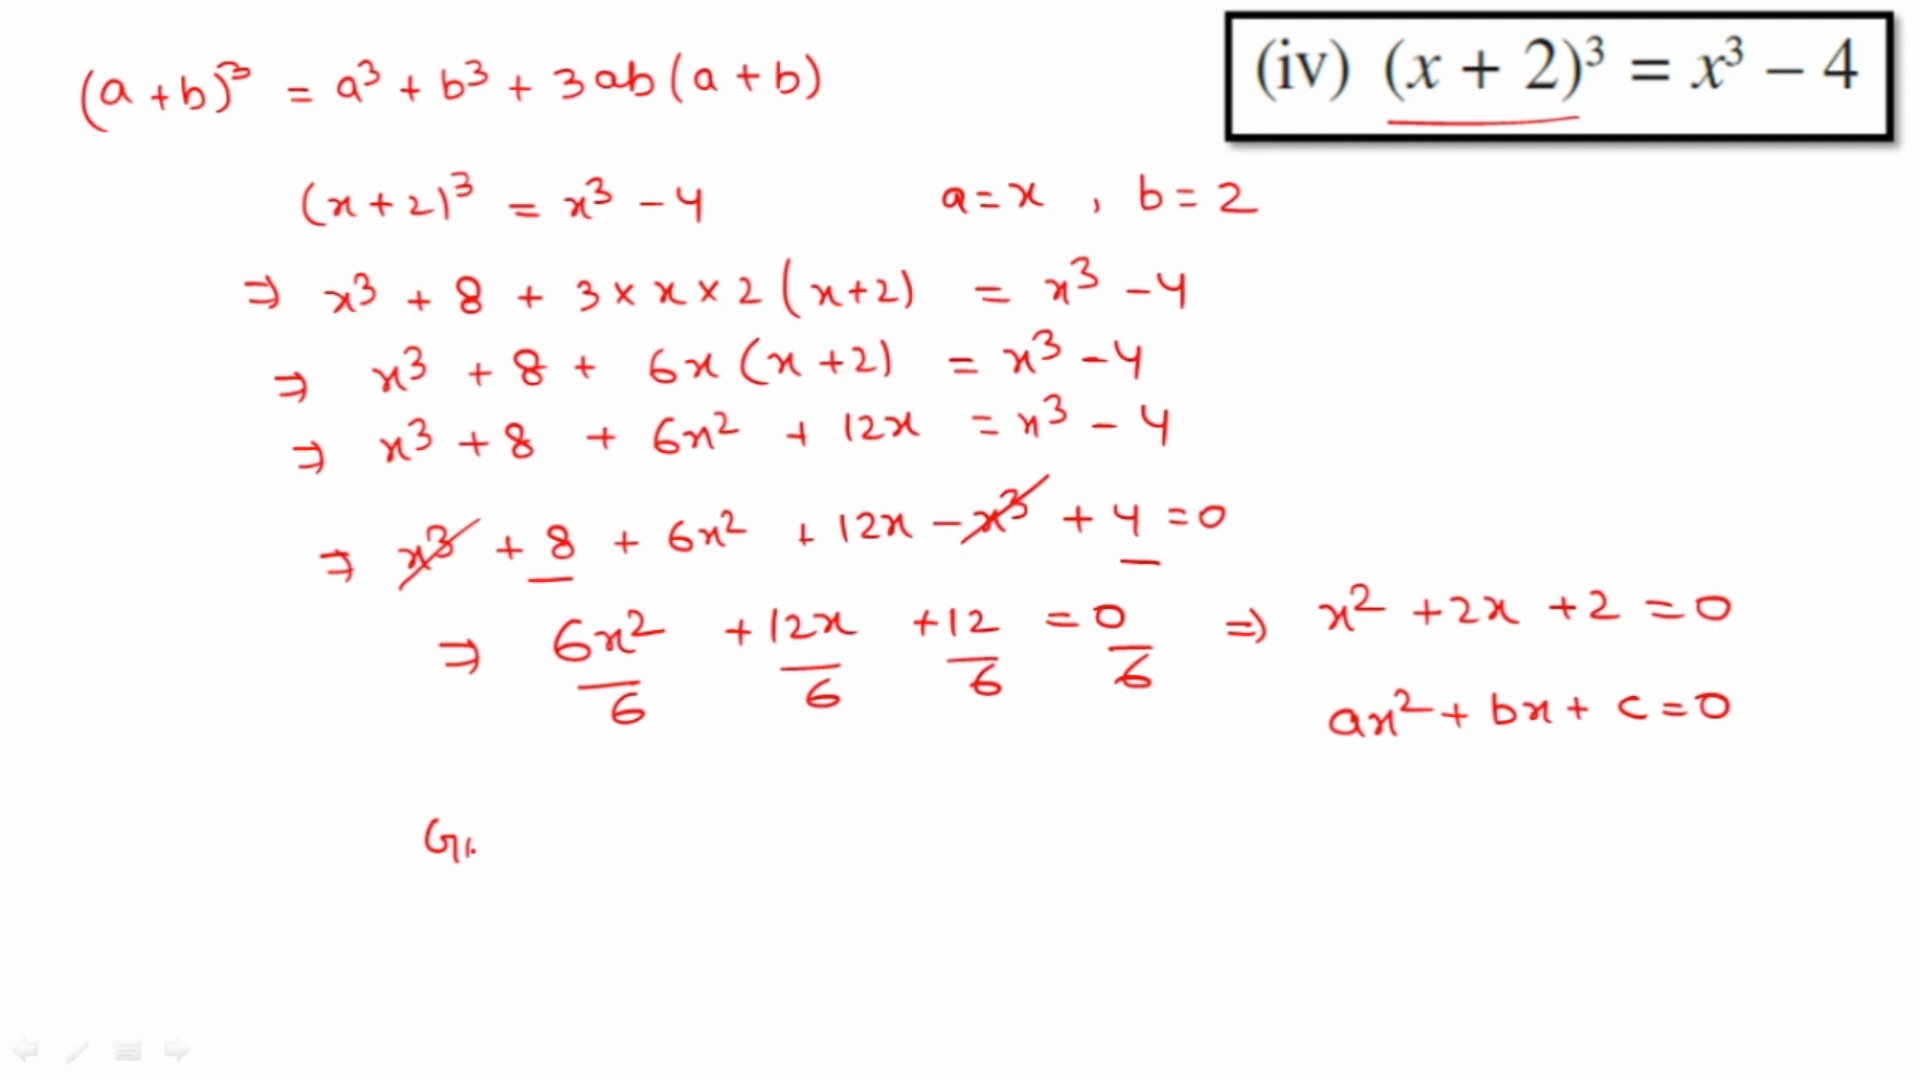 (iv) (x + 2)³ = x³ – 4
(a+b)³ = a³ + b³ + 3ab(a+b)
(x+2)³ = x³ - 4 a=x , b=2
⇒ x³ + 8 + 3 × x × 2 (x+2) = x³ - 4
⇒ x³ + 8 + 6x (x+2) = x³ - 4
⇒ x³ + 8 + 6x² + 12x = x³ - 4
⇒ x³ + 8 + 6x² + 12x - x³ + 4 = 0
⇒ 6x²/6 + 12x/6 + 12/6 = 0/6 ⇒ x² + 2x + 2 = 0
ax² + bx + c = 0